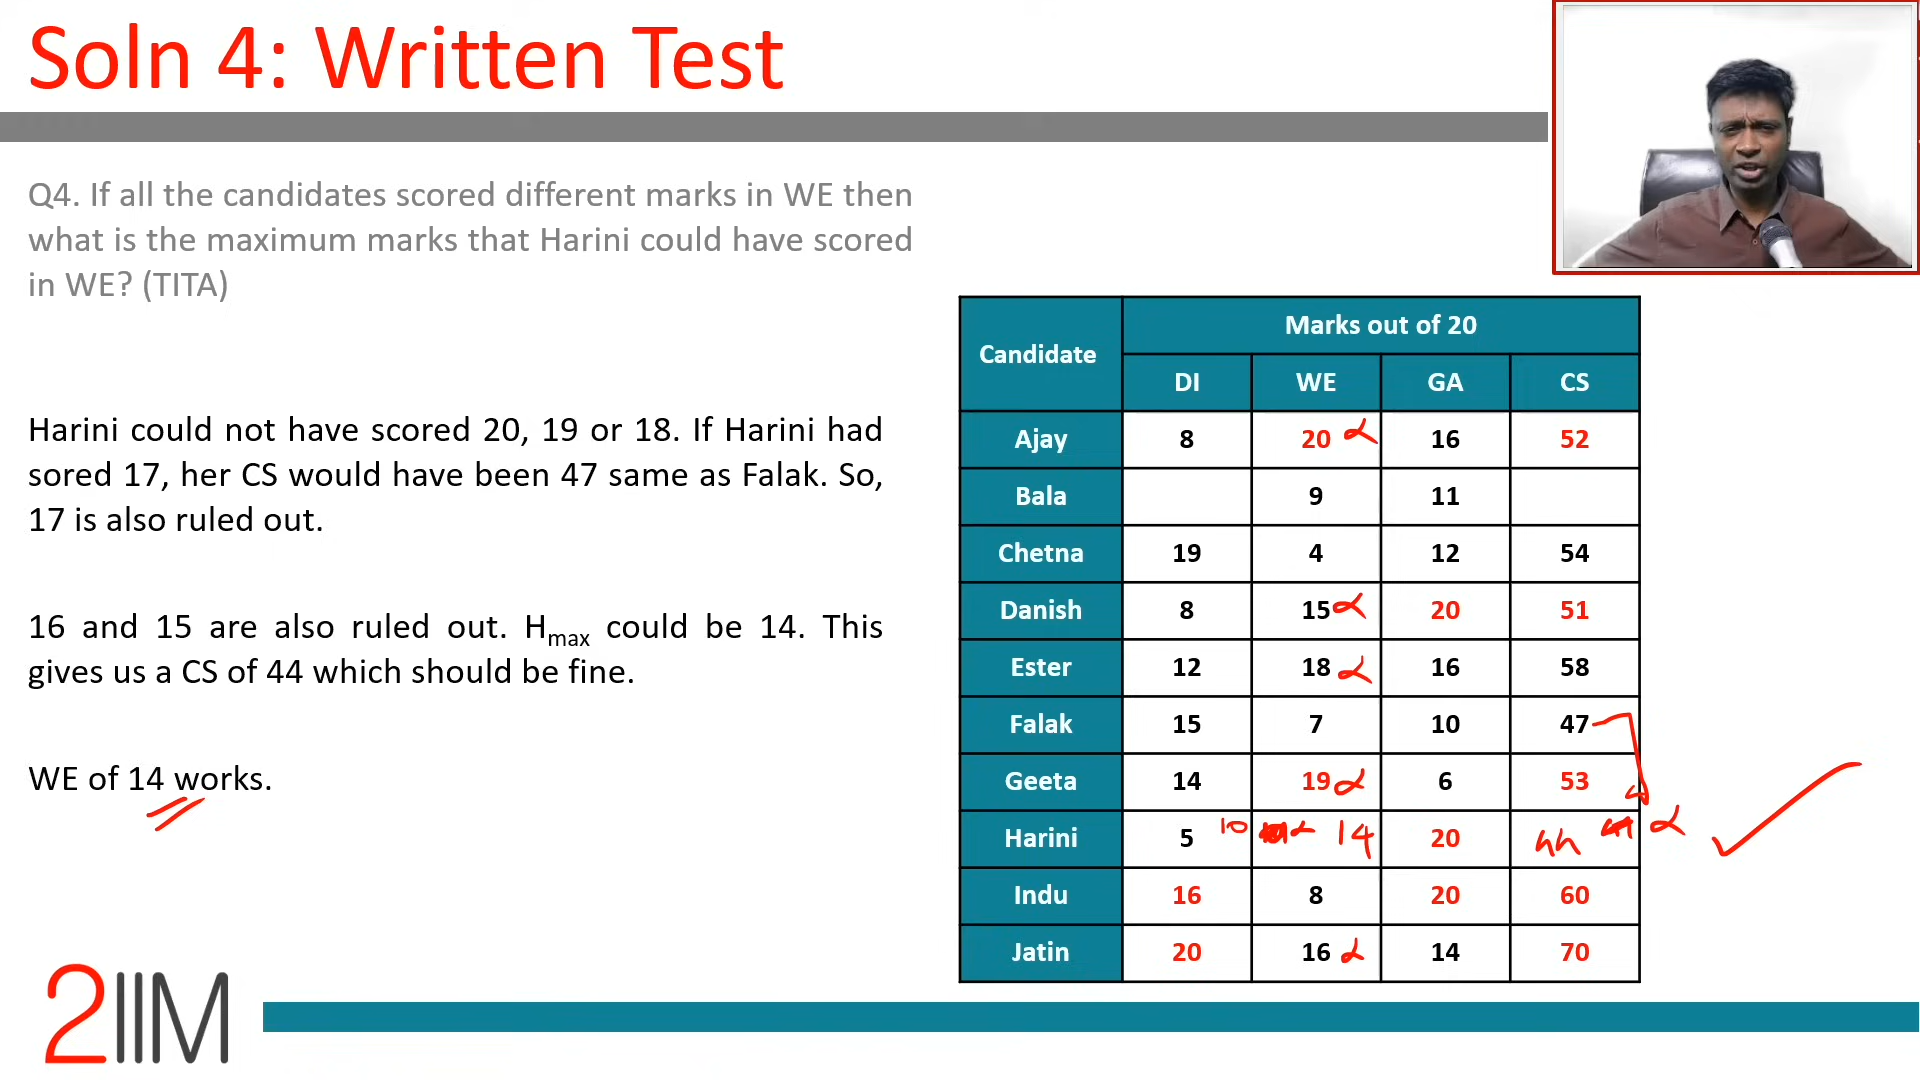 Soln 4: Written Test
Q4. If all the candidates scored different marks in WE then
what is the maximum marks that Harini could have scored
in WE? (TITA)
Harini could not have scored 20, 19 or 18. If Harini had
sored 17, her CS would have been 47 same as Falak. So,
17 is also ruled out.
16 and 15 are also ruled out. Hmax could be 14. This
gives us a CS of 44 which should be fine.
WE of 14 works.
Candidate Marks out of 20
DI WE GA CS
Ajay 8 20 16 52
Bala 9 11
Chetna 19 4 12 54
Danish 8 15 20 51
Ester 12 18 16 58
Falak 15 7 10 47
Geeta 14 19 6 53
Harini 5 10 14 20 44
Indu 16 8 20 60
Jatin 20 16 14 70
2IIM